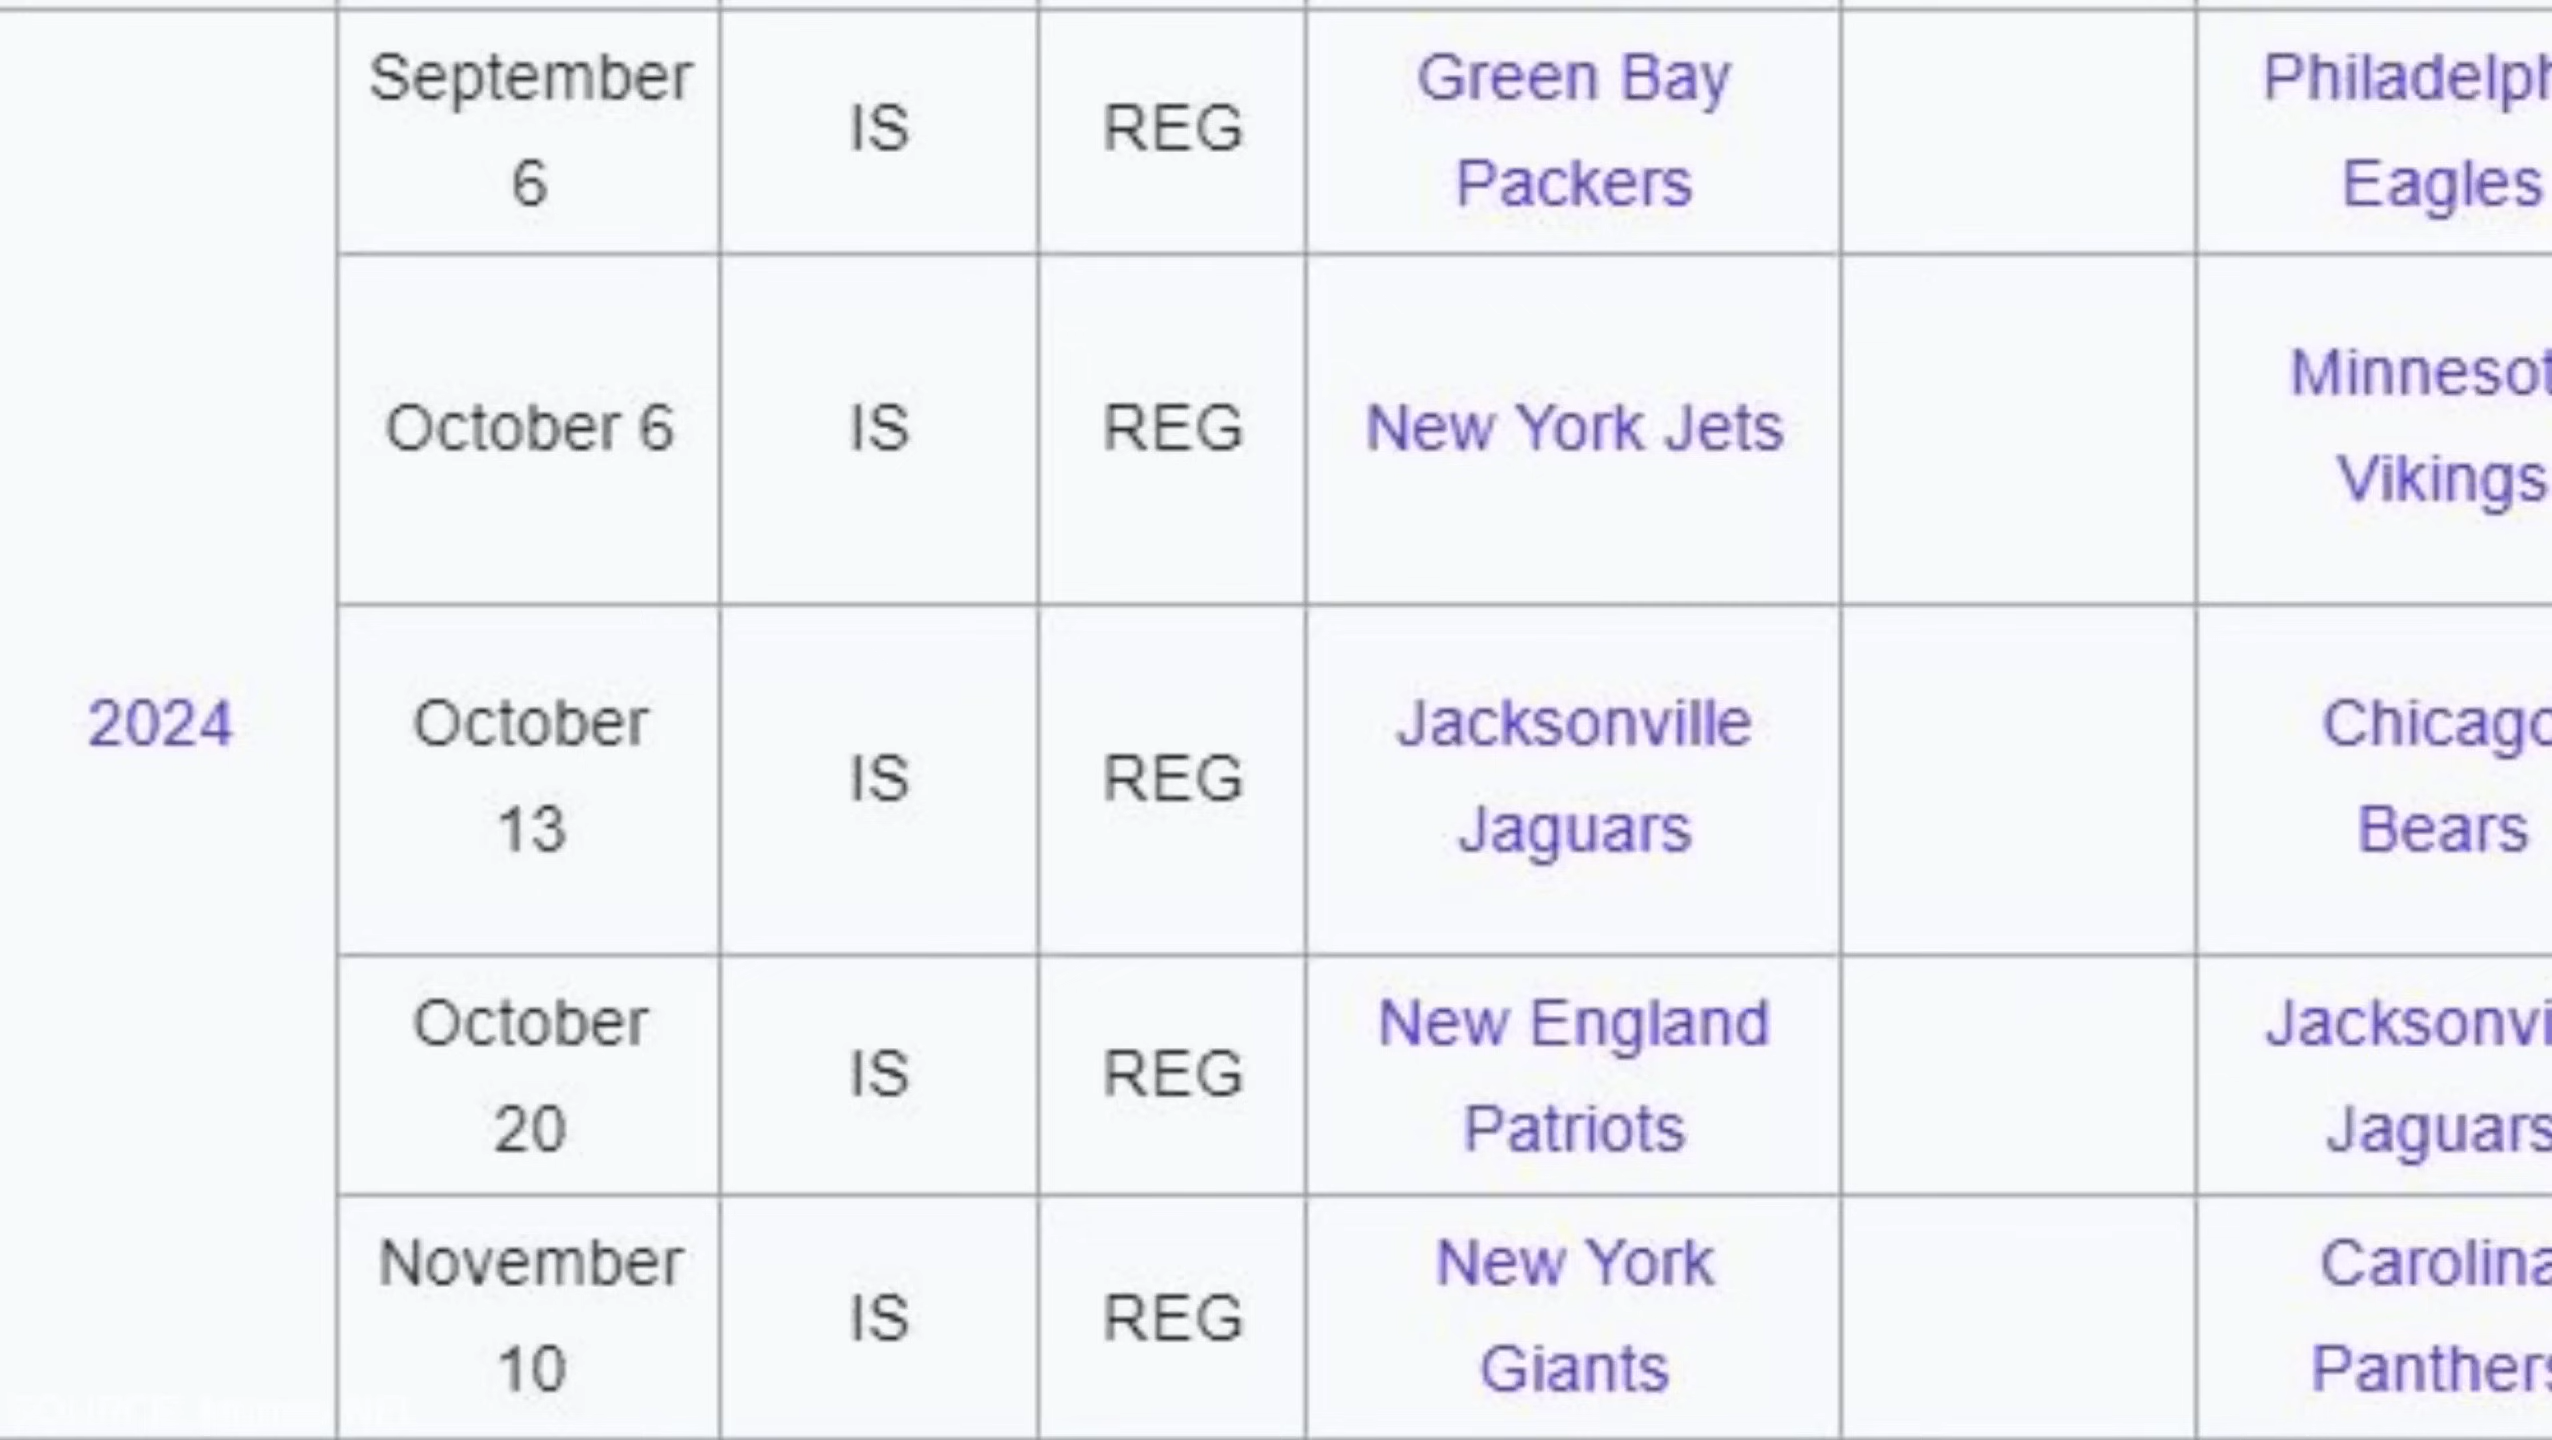 September
6
IS
REG
Green Bay
Packers
Philadelph
Eagles
October 6
IS
REG
New York Jets
Minnesot
Vikings
2024
October
13
IS
REG
Jacksonville
Jaguars
Chicago
Bears
October
20
IS
REG
New England
Patriots
Jacksonvi
Jaguars
November
10
IS
REG
New York
Giants
Carolina
Panthers